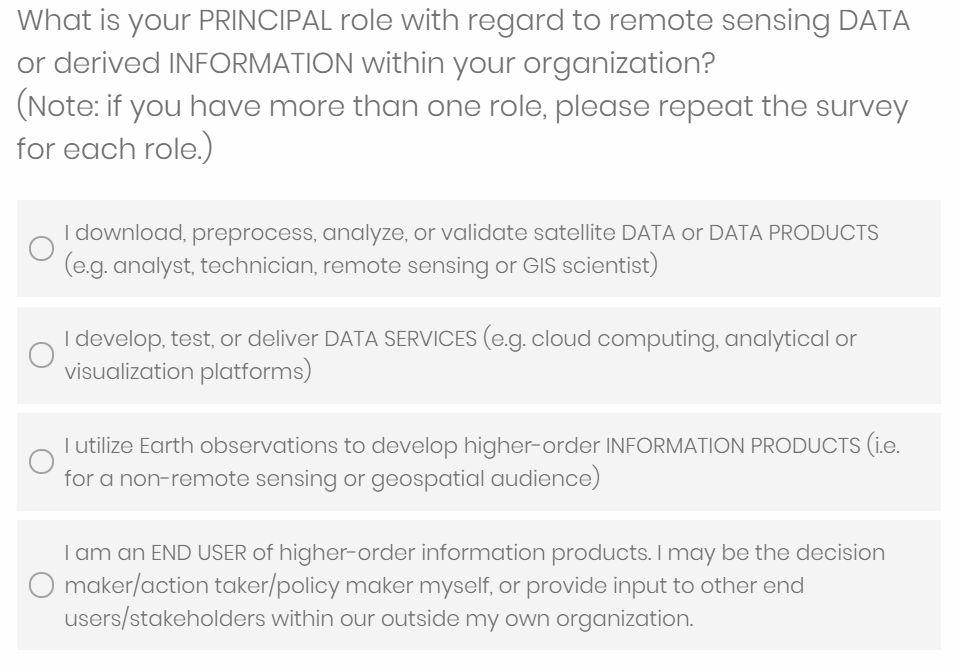 What is your PRINCIPAL role with regard to remote sensing DATA
or derived INFORMATION within your organization?
(Note: if you have more than one role, please repeat the survey
for each role.)
I download, preprocess, analyze, or validate satellite DATA or DATA PRODUCTS
(e.g. analyst, technician, remote sensing or GIS scientist)
I develop, test, or deliver DATA SERVICES (e.g. cloud computing, analytical or
visualization platforms)
I utilize Earth observations to develop higher-order INFORMATION PRODUCTS (i.e.
for a non-remote sensing or geospatial audience)
I am an END USER of higher-order information products. I may be the decision
maker/action taker/policy maker myself, or provide input to other end
users/stakeholders within our outside my own organization.